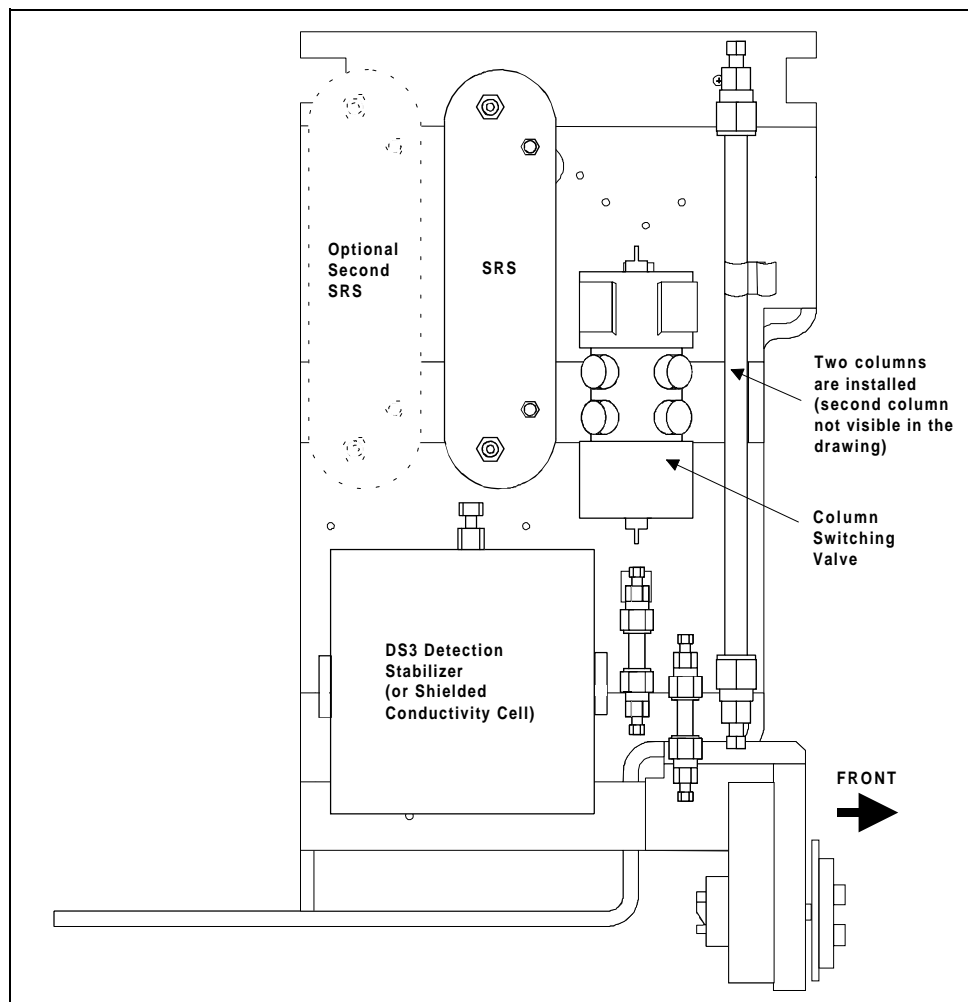 Optional
Second
SRS
SRS
Two columns
are installed
(second column
not visible in the
drawing)
Column
Switching
Valve
DS3 Detection
Stabilizer
(or Shielded
Conductivity Cell)
FRONT